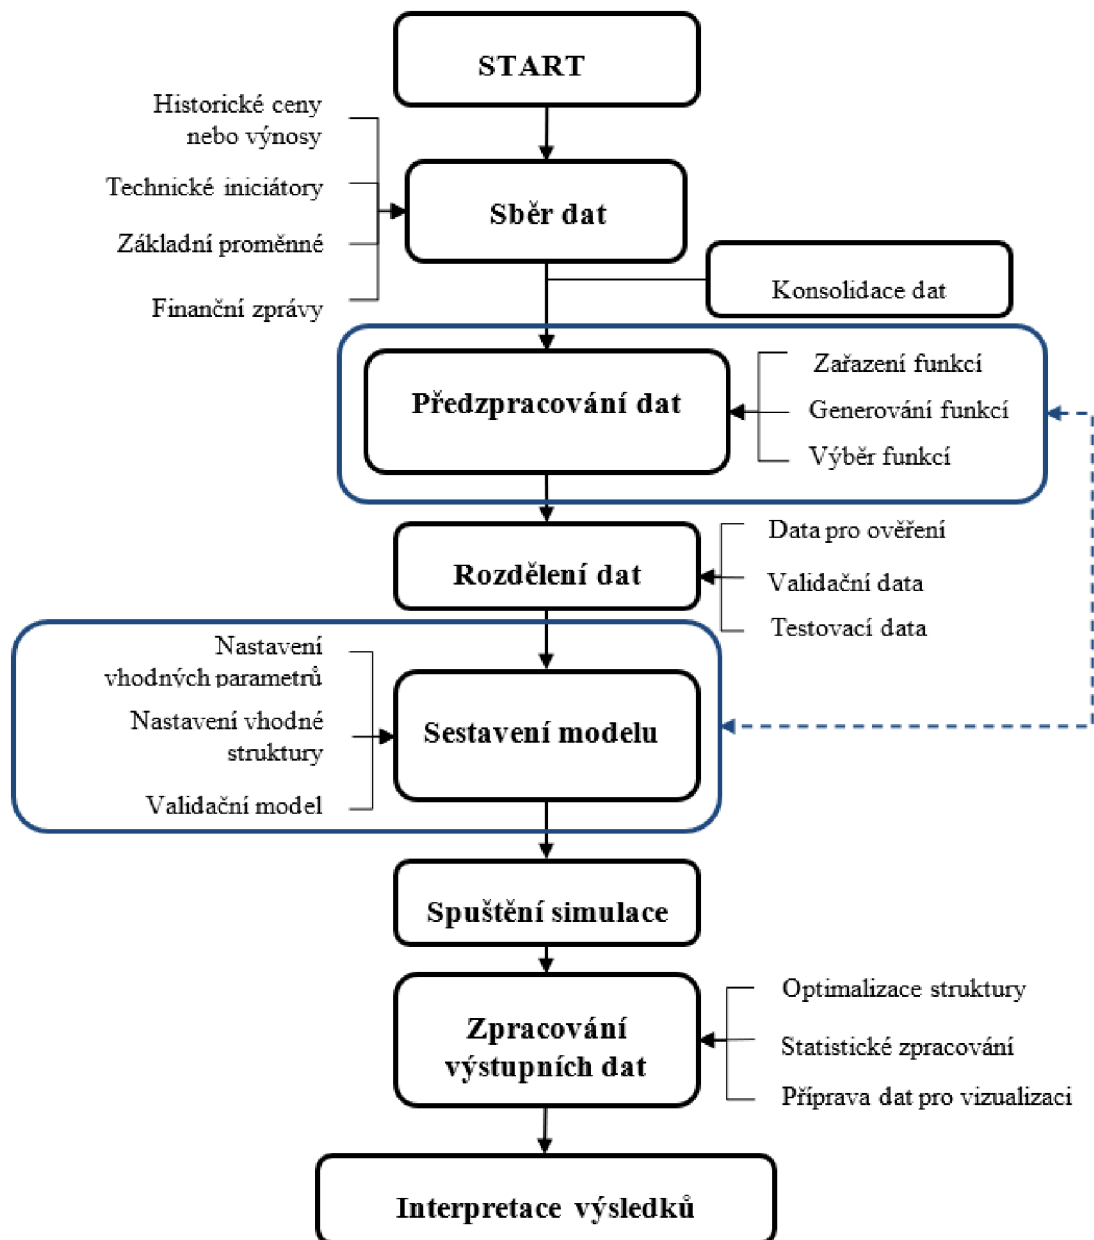 START
Historické ceny
nebo výnosy
Technické iniciátory
Základní proměnné
Finanční zprávy
Sběr dat
Konsolidace dat
Předzpracování dat
Zařazení funkcí
Generování funkcí
Výběr funkcí
Rozdělení dat
Data pro ověření
Validační data
Testovací data
Nastavení
vhodných parametrů
Nastavení vhodné
struktury
Validační model
Sestavení modelu
Spuštění simulace
Zpracování
výstupních dat
Optimalizace struktury
Statistické zpracování
Příprava dat pro vizualizaci
Interpretace výsledků